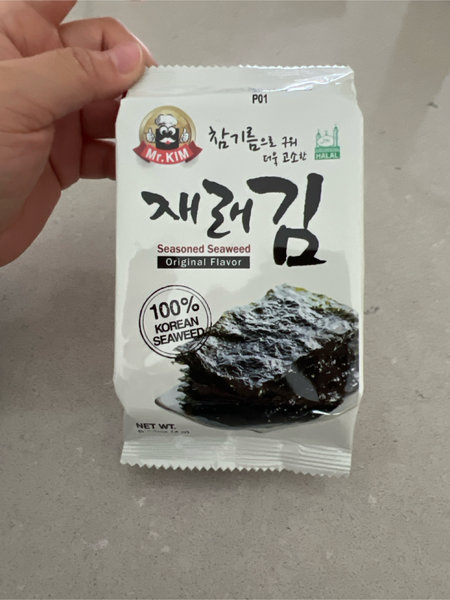 P01
Mr. KIM
참기름으로 구워
더욱 고소한
HALAL
재래김
Seasoned Seaweed
Original Flavor
100%
KOREAN
SEAWEED
NET WT.